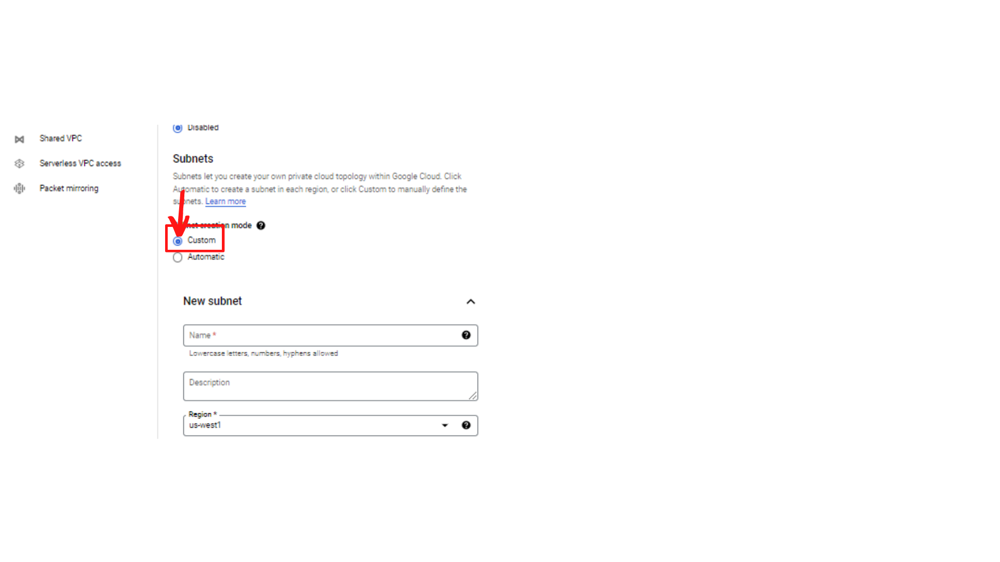 Shared VPC
Serverless VPC access
Packet mirroring
Disabled
Subnets
Subnets let you create your own private cloud topology within Google Cloud. Click
Automatic to create a subnet in each region, or click Custom to manually define the
subnets. Learn more
creation mode
Custom
Automatic
New subnet
Name *
Lowercase letters, numbers, hyphens allowed
Description
Region *
us-west1